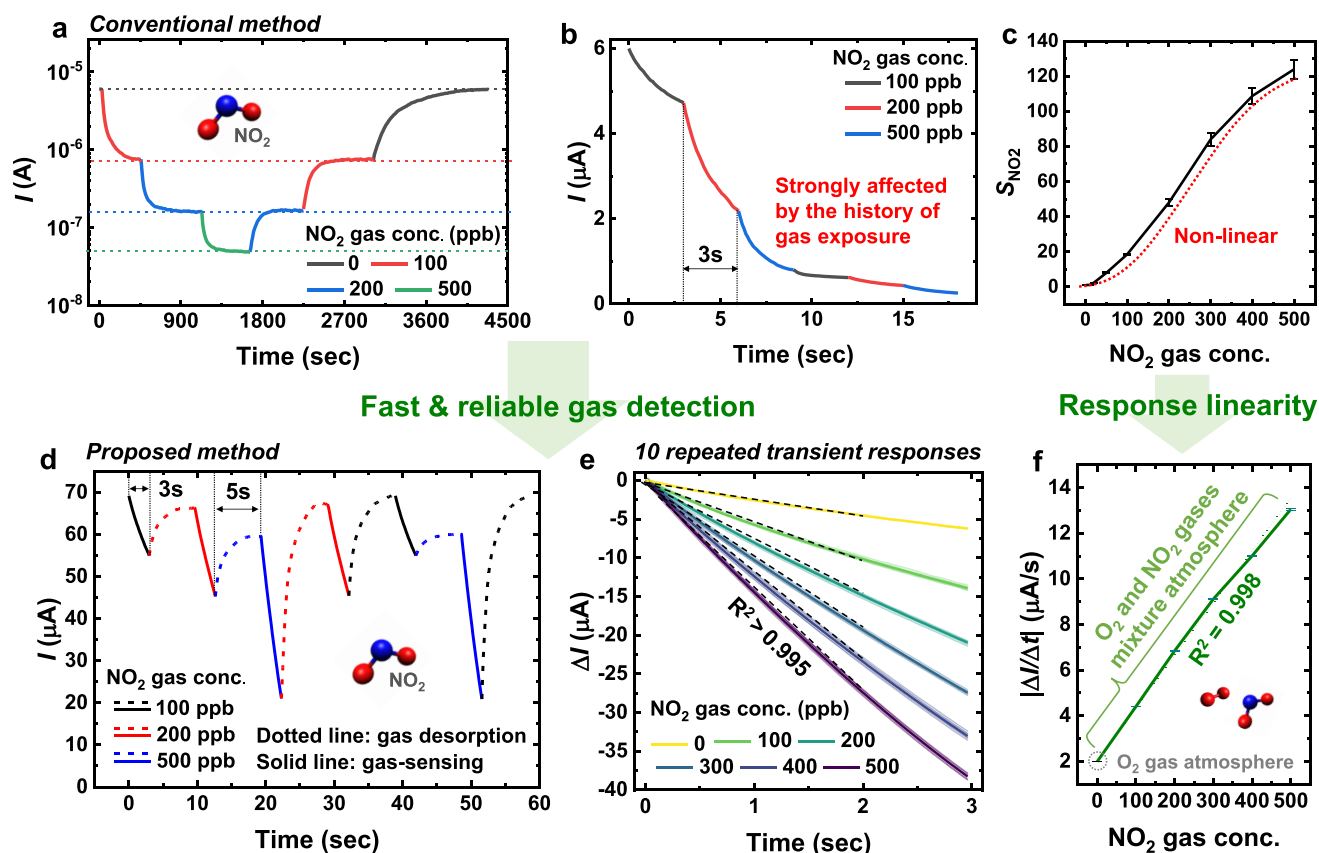 a
Conventional method
10⁻⁵
10⁻⁶
10⁻⁷
10⁻⁸
I (A)
NO₂
NO₂ gas conc. (ppb)
0 100
200 500
0 900 1800 2700 3600 4500
Time (sec)
b
6
4
2
0
I (μA)
NO₂ gas conc.
100 ppb
200 ppb
500 ppb
Strongly affected
by the history of
gas exposure
3s
0 5 10 15
Time (sec)
c
140
120
100
80
60
40
20
0
S_NO2
Non-linear
0 100 200 300 400 500
NO₂ gas conc.
Fast & reliable gas detection
Response linearity
d
Proposed method
70
60
50
40
30
20
10
0
I (μA)
3s
5s
NO₂
NO₂ gas conc.
100 ppb
200 ppb
500 ppb
Dotted line: gas desorption
Solid line: gas-sensing
0 10 20 30 40 50 60
Time (sec)
e
10 repeated transient responses
0
-5
-10
-15
-20
-25
-30
-35
-40
ΔI (μA)
R² > 0.995
NO₂ gas conc. (ppb)
0 100 200
300 400 500
0 1 2 3
Time (sec)
f
14
12
10
8
6
4
2
|ΔI/Δt| (μA/s)
O₂ and NO₂ gases
mixture atmosphere
R² = 0.998
O₂ gas atmosphere
0 100 200 300 400 500
NO₂ gas conc.